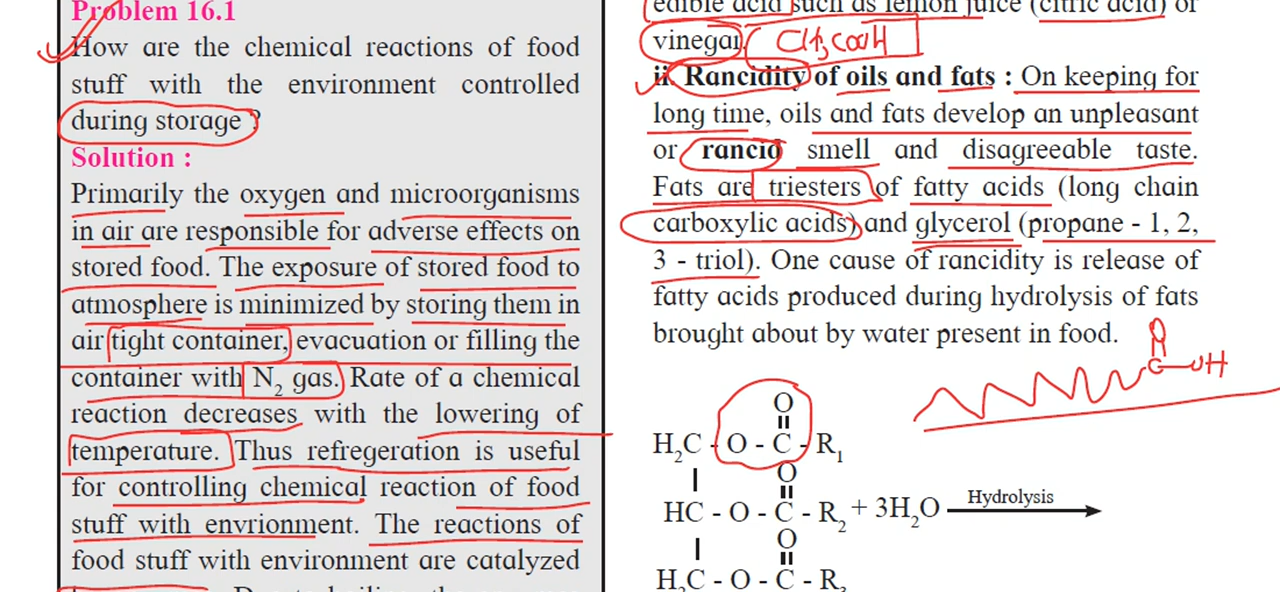 Problem 16.1
How are the chemical reactions of food
stuff with the environment controlled
during storage ?
Solution :
Primarily the oxygen and microorganisms
in air are responsible for adverse effects on
stored food. The exposure of stored food to
atmosphere is minimized by storing them in
air tight container, evacuation or filling the
container with N₂ gas. Rate of a chemical
reaction decreases with the lowering of
temperature. Thus refregeration is useful
for controlling chemical reaction of food
stuff with envrionment. The reactions of
food stuff with environment are catalyzed
edible acid such as lemon juice (citric acid) or
vinegar. CH₃COOH
ii. Rancidity of oils and fats : On keeping for
long time, oils and fats develop an unpleasant
or rancid smell and disagreeable taste.
Fats are triesters of fatty acids (long chain
carboxylic acids) and glycerol (propane - 1, 2,
3 - triol). One cause of rancidity is release of
fatty acids produced during hydrolysis of fats
brought about by water present in food.
O
C-OH
O
H₂C - O - C - R₁
O
HC - O - C - R₂ + 3H₂O Hydrolysis
O
H₂C - O - C - R₃